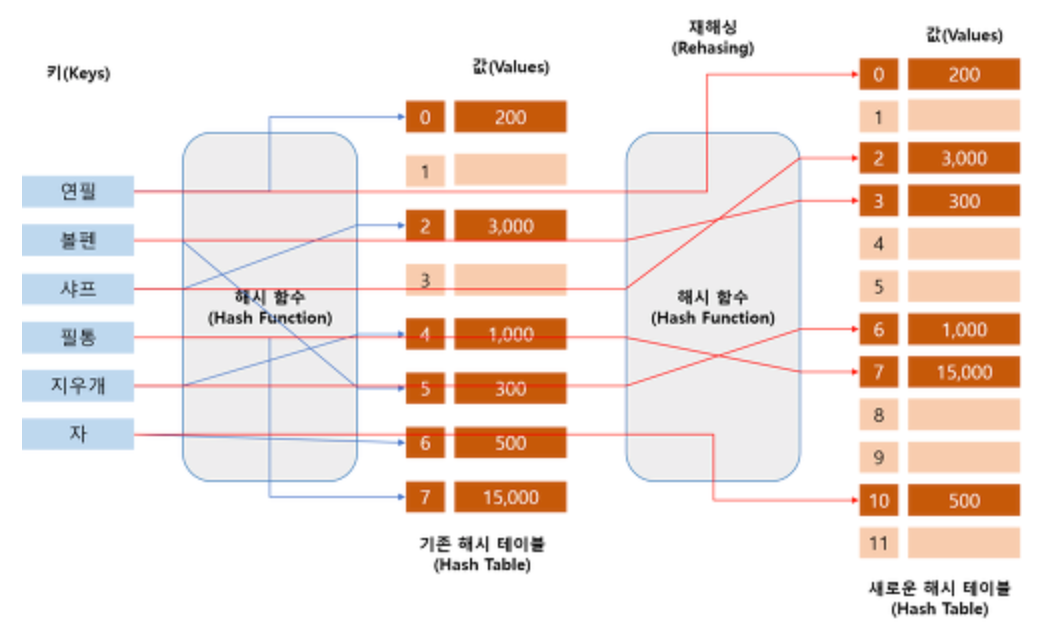 키(Keys)
연필
볼펜
샤프
필통
지우개
자
해시 함수
(Hash Function)
값(Values)
0 200
1
2 3,000
3
4 1,000
5 300
6 500
7 15,000
기존 해시 테이블
(Hash Table)
재해싱
(Rehasing)
해시 함수
(Hash Function)
값(Values)
0 200
1
2 3,000
3 300
4
5
6 1,000
7 15,000
8
9
10 500
11
새로운 해시 테이블
(Hash Table)